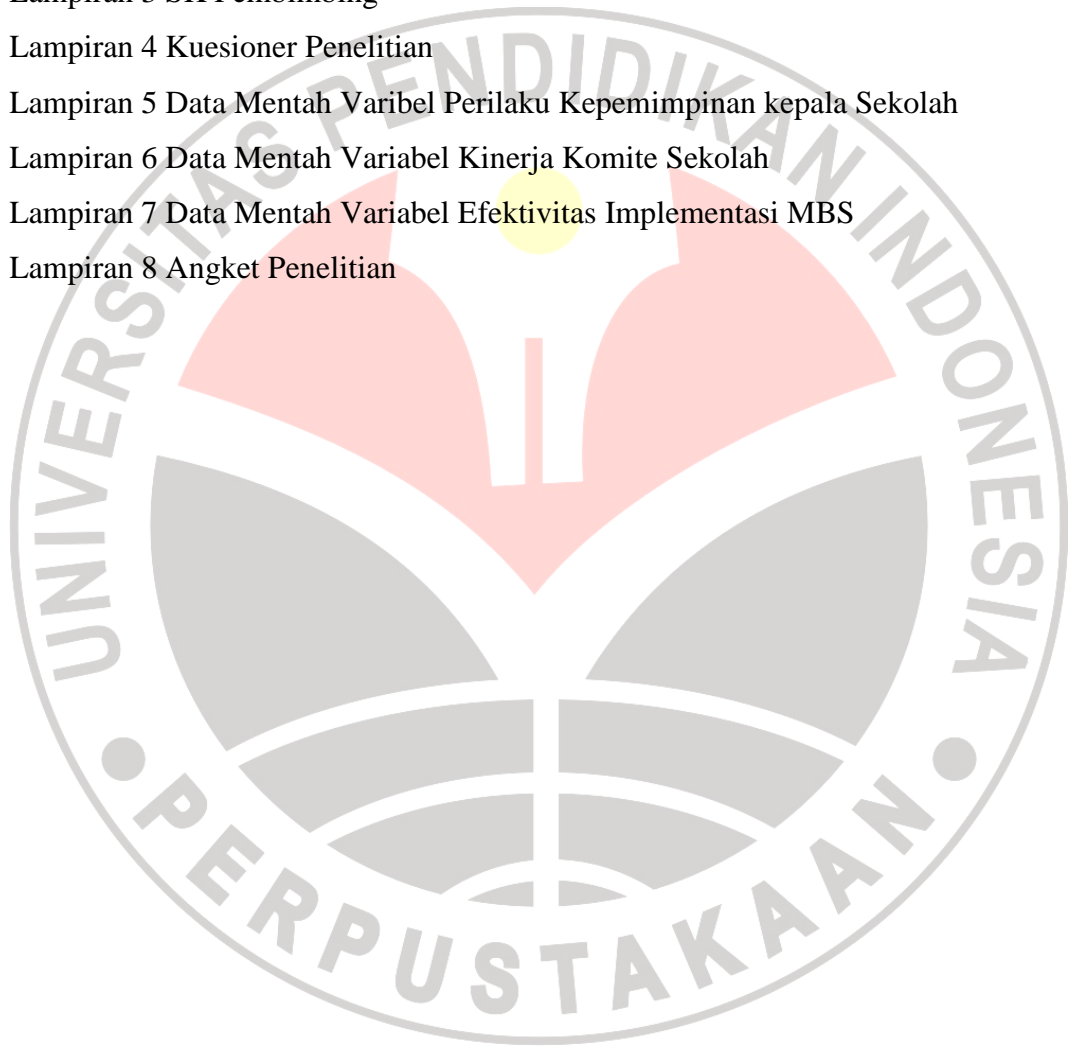 Lampiran 4 Kuesioner Penelitian
Lampiran 5 Data Mentah Varibel Perilaku Kepemimpinan kepala Sekolah
Lampiran 6 Data Mentah Variabel Kinerja Komite Sekolah
Lampiran 7 Data Mentah Variabel Efektivitas Implementasi MBS
Lampiran 8 Angket Penelitian
UNIVERSITAS PENDIDIKAN INDONESIA
PERPUSTAKAAN